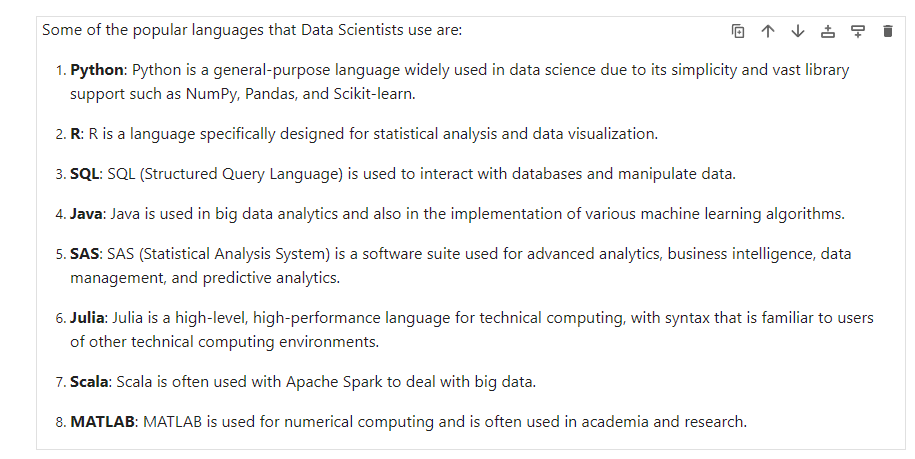 Some of the popular languages that Data Scientists use are:
1. Python: Python is a general-purpose language widely used in data science due to its simplicity and vast library
support such as NumPy, Pandas, and Scikit-learn.
2. R: R is a language specifically designed for statistical analysis and data visualization.
3. SQL: SQL (Structured Query Language) is used to interact with databases and manipulate data.
4. Java: Java is used in big data analytics and also in the implementation of various machine learning algorithms.
5. SAS: SAS (Statistical Analysis System) is a software suite used for advanced analytics, business intelligence, data
management, and predictive analytics.
6. Julia: Julia is a high-level, high-performance language for technical computing, with syntax that is familiar to users
of other technical computing environments.
7. Scala: Scala is often used with Apache Spark to deal with big data.
8. MATLAB: MATLAB is used for numerical computing and is often used in academia and research.